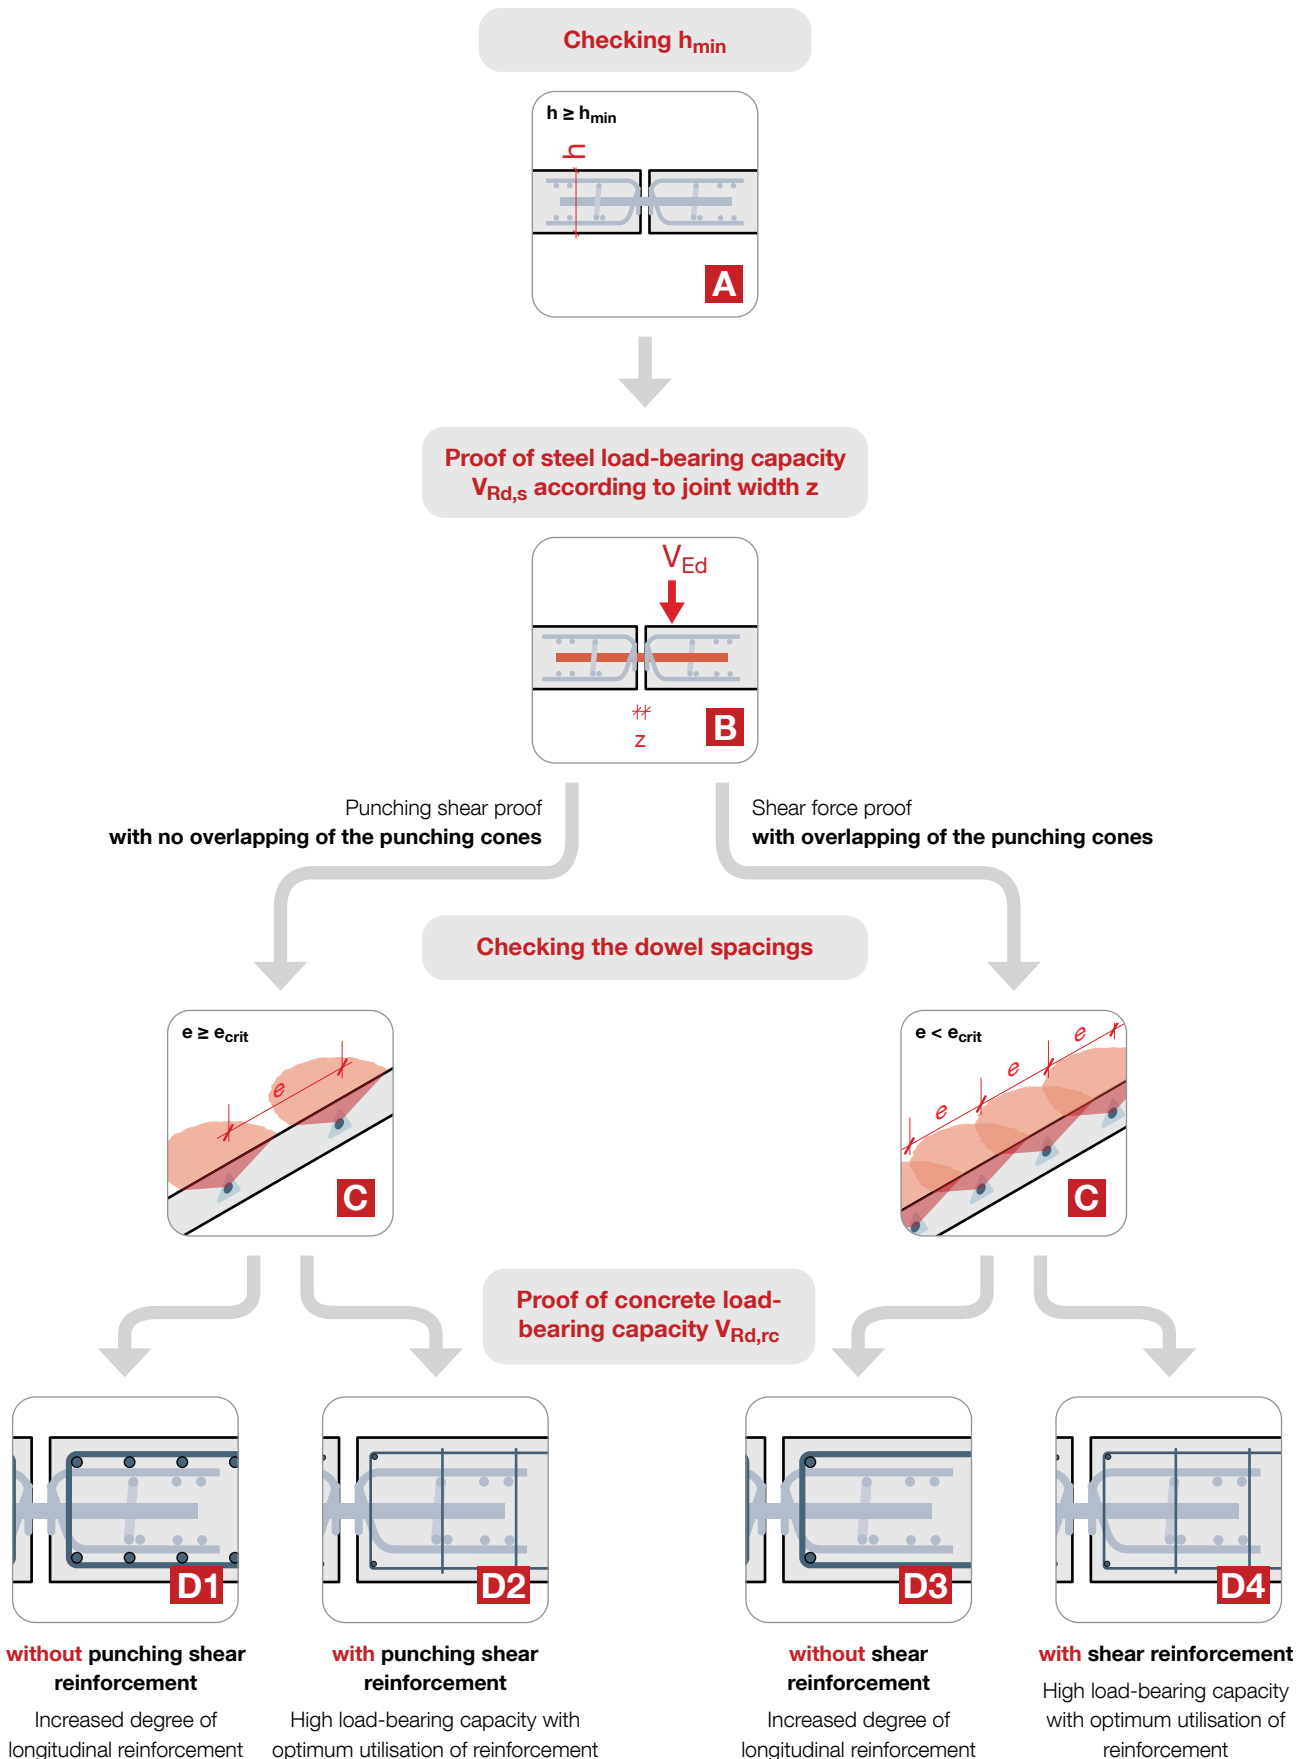 Checking hmin
h ≥ hmin
h
A
Proof of steel load-bearing capacity
VRd,s according to joint width z
VEd
z
B
Punching shear proof
with no overlapping of the punching cones
Shear force proof
with overlapping of the punching cones
Checking the dowel spacings
e ≥ ecrit
e
C
e < ecrit
e
e
e
C
Proof of concrete load-
bearing capacity VRd,rc
D1
D2
D3
D4
without punching shear
reinforcement
Increased degree of
longitudinal reinforcement
with punching shear
reinforcement
High load-bearing capacity with
optimum utilisation of reinforcement
without shear
reinforcement
Increased degree of
longitudinal reinforcement
with shear reinforcement
High load-bearing capacity
with optimum utilisation of
reinforcement